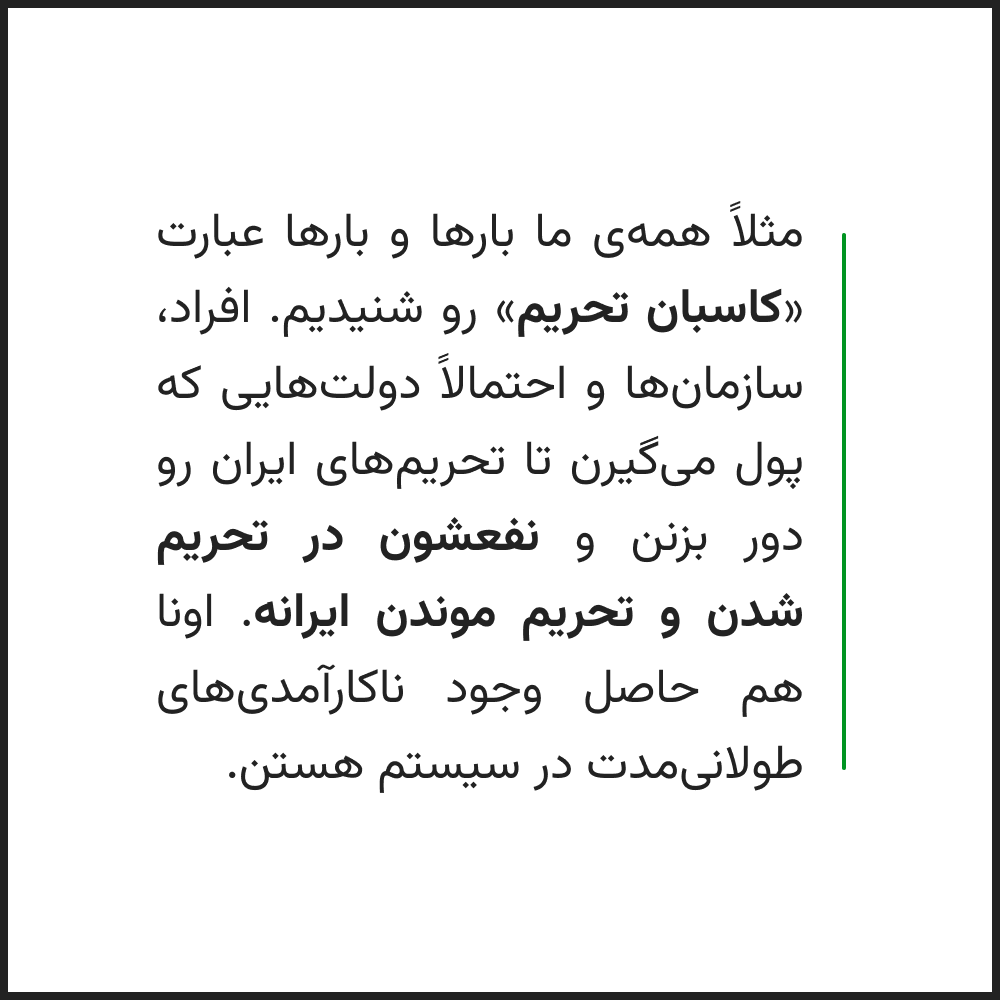 مثلاً همه‌ی ما بارها و بارها عبارت
«کاسبان تحریم» رو شنیدیم. افراد،
سازمان‌ها و احتمالاً دولت‌هایی که
پول می‌گیرن تا تحریم‌های ایران رو
دور بزنن و نفعشون در تحریم
شدن و تحریم موندن ایرانه. اونا
هم حاصل وجود ناکارآمدی‌های
طولانی‌مدت در سیستم هستن.